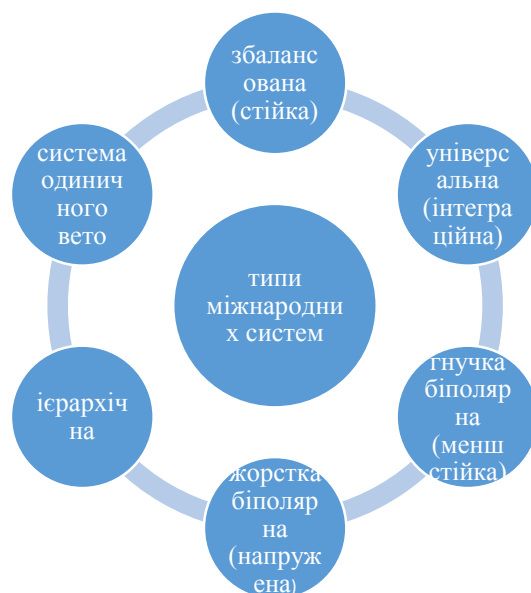 збаланс
ована
(стійка)
універс
альна
(інтегра
ційна)
гнучка
біполяр
на
(менш
стійка)
жорстка
біполяр
на
(напруж
ена)
ієрархіч
на
система
одинич
ного
вето
типи
міжнародни
х систем